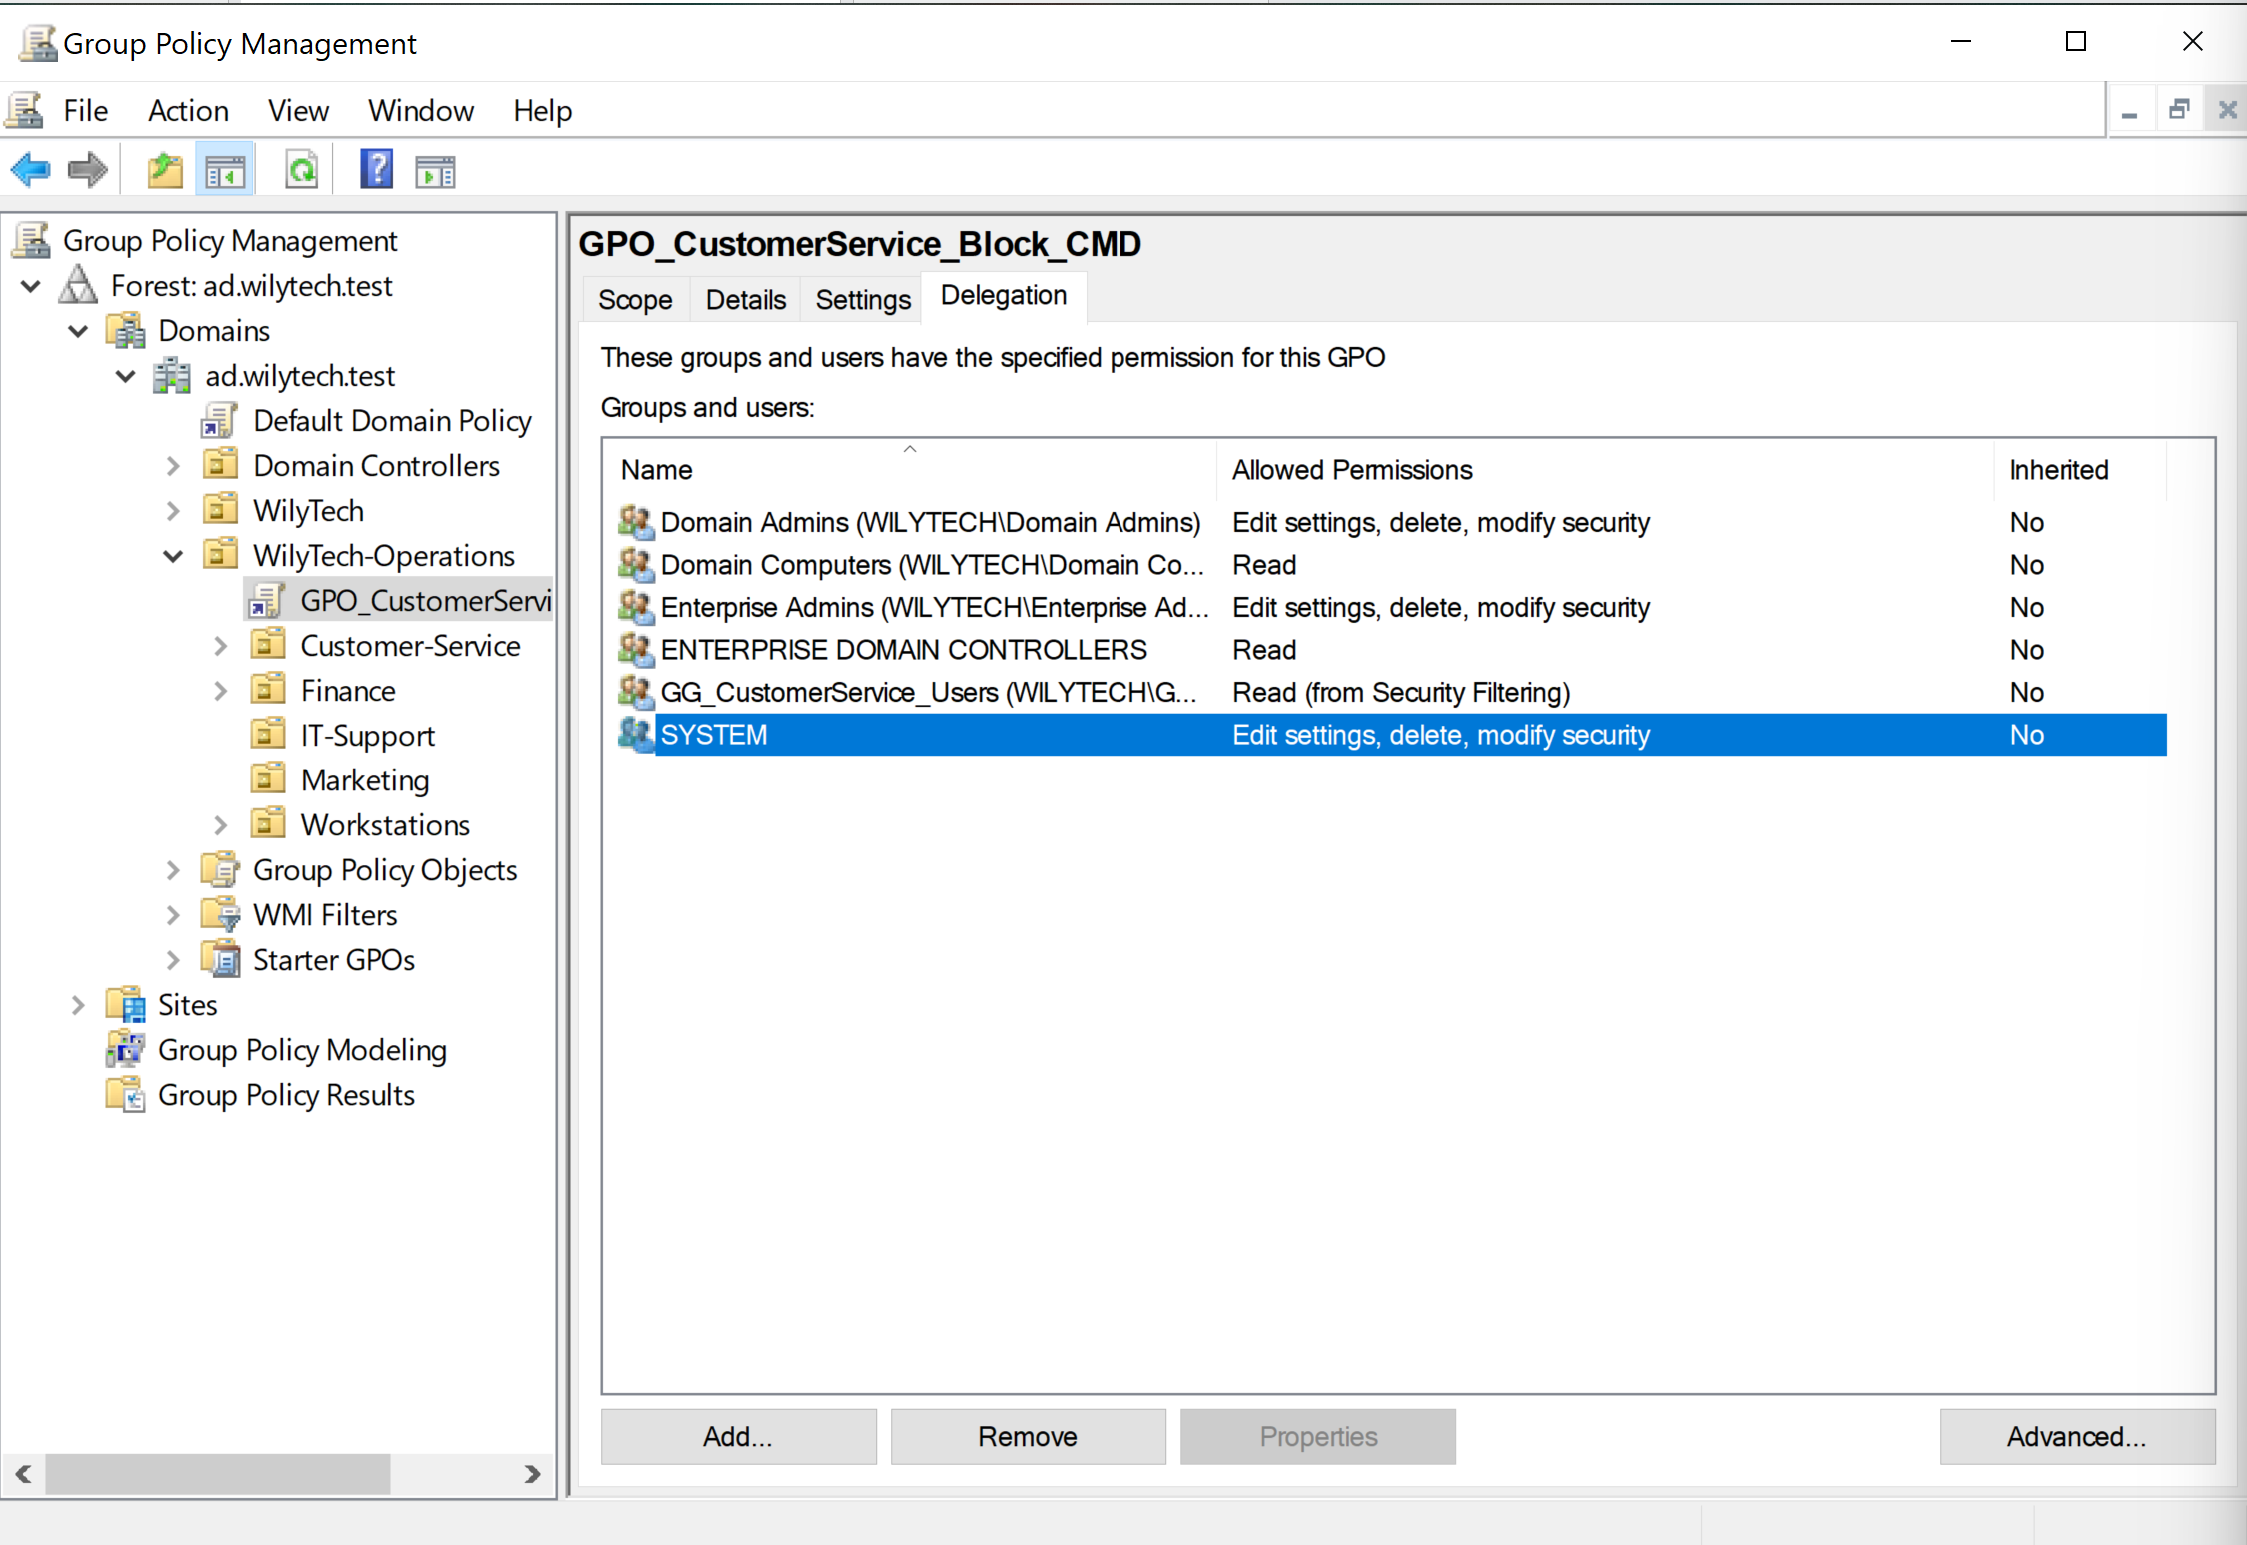 Group Policy Management
File Action View Window Help
Group Policy Management
Forest: ad.wilytech.test
Domains
ad.wilytech.test
Default Domain Policy
Domain Controllers
WilyTech
WilyTech-Operations
GPO_CustomerServi
Customer-Service
Finance
IT-Support
Marketing
Workstations
Group Policy Objects
WMI Filters
Starter GPOs
Sites
Group Policy Modeling
Group Policy Results
GPO_CustomerService_Block_CMD
Scope Details Settings Delegation
These groups and users have the specified permission for this GPO
Groups and users:
Name Allowed Permissions Inherited
Domain Admins (WILYTECH\Domain Admins) Edit settings, delete, modify security No
Domain Computers (WILYTECH\Domain Co... Read No
Enterprise Admins (WILYTECH\Enterprise Ad... Edit settings, delete, modify security No
ENTERPRISE DOMAIN CONTROLLERS Read No
GG_CustomerService_Users (WILYTECH\G... Read (from Security Filtering) No
SYSTEM Edit settings, delete, modify security No
Add... Remove Properties Advanced...